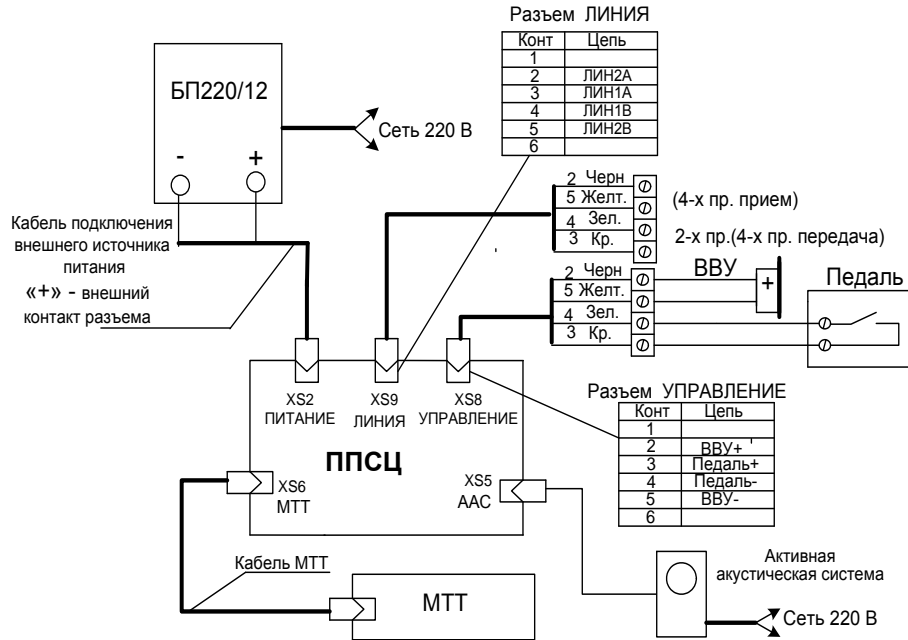 Разъем ЛИНИЯ
Конт Цепь
1
2 ЛИН2А
3 ЛИН1А
4 ЛИН1В
5 ЛИН2В
6
БП220/12
- +
Сеть 220 В
Кабель подключения
внешнего источника
питания
«+» - внешний
контакт разъема
2 Черн
5 Желт.
4 Зел.
3 Кр.
(4-х пр. прием)
2-х пр.(4-х пр. передача)
2 Черн
5 Желт.
4 Зел.
3 Кр.
ВВУ
+
Педаль
XS2
ПИТАНИЕ
XS9
ЛИНИЯ
XS8
УПРАВЛЕНИЕ
ППСЦ
XS6
МТТ
XS5
ААС
Разъем УПРАВЛЕНИЕ
Конт Цепь
1
2 ВВУ+
3 Педаль+
4 Педаль-
5 ВВУ-
6
Кабель МТТ
МТТ
Активная
акустическая система
Сеть 220 В